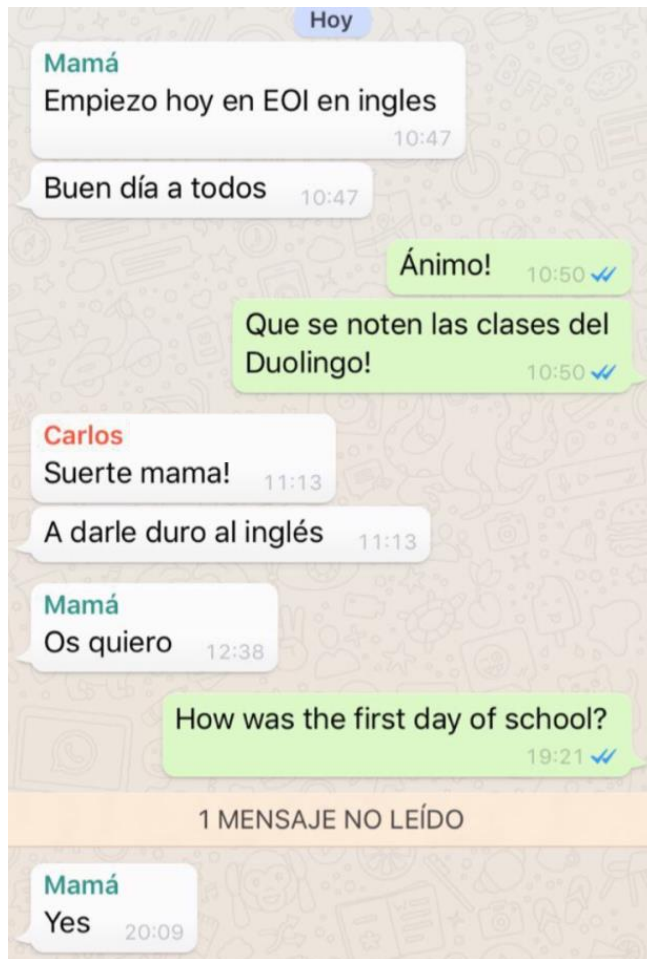 Hoy
Mamá
Empiezo hoy en EOI en ingles
10:47
Buen día a todos 10:47
Ánimo! 10:50
Que se noten las clases del
Duolingo! 10:50
Carlos
Suerte mama! 11:13
A darle duro al inglés 11:13
Mamá
Os quiero 12:38
How was the first day of school?
19:21
1 MENSAJE NO LEÍDO
Mamá
Yes 20:09